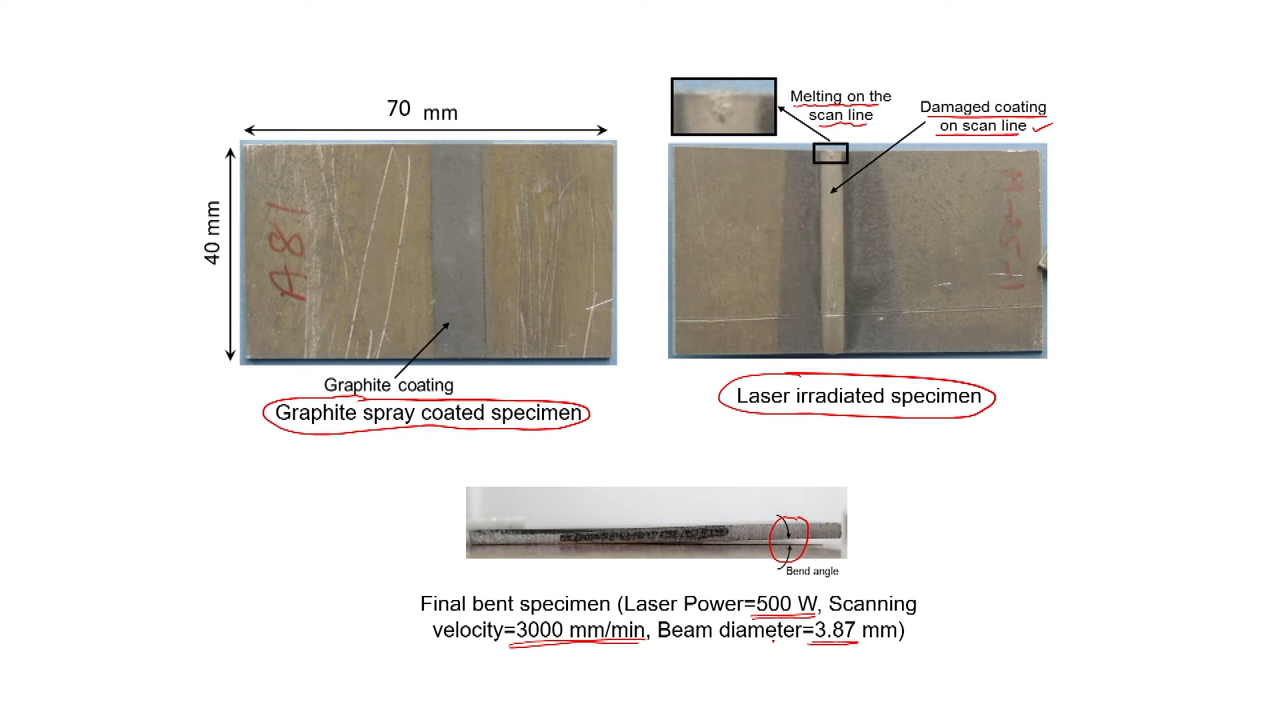 70 mm
40 mm
A81
Graphite coating
Graphite spray coated specimen
Melting on the
scan line
Damaged coating
on scan line
Laser irradiated specimen
Bend angle
Final bent specimen (Laser Power=500 W, Scanning
velocity=3000 mm/min, Beam diameter=3.87 mm)